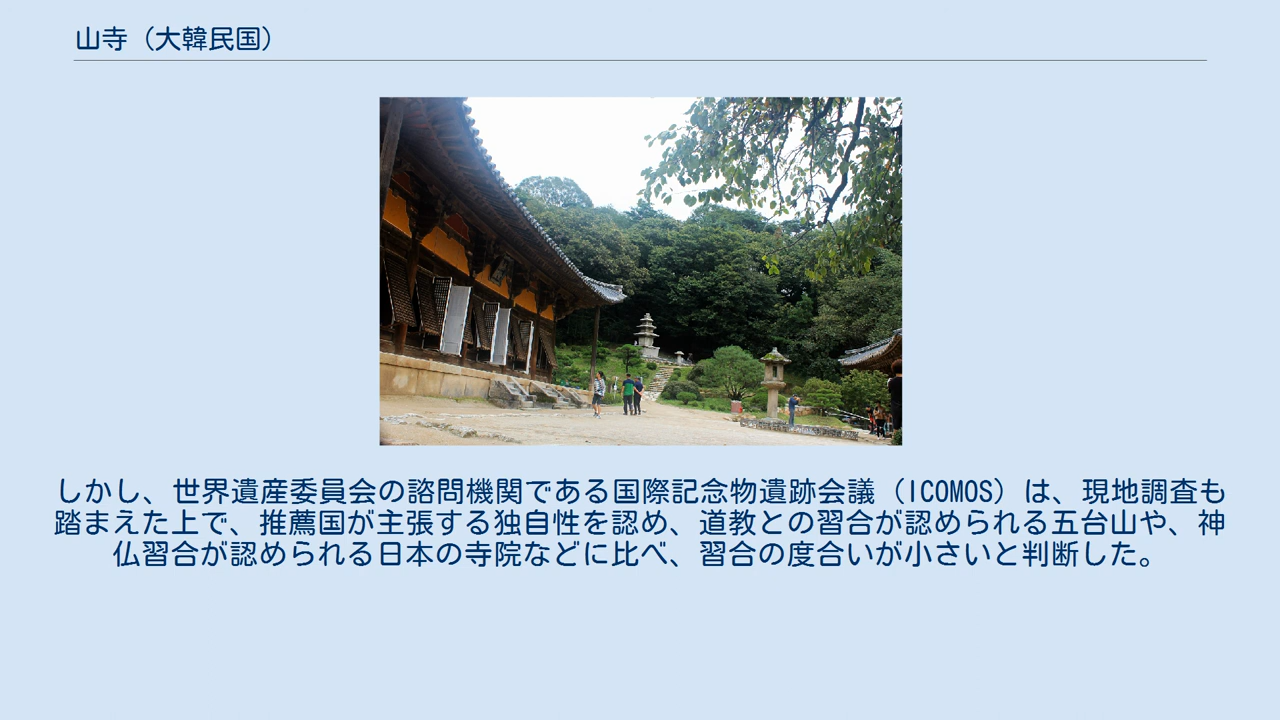 山寺（大韓民国）
しかし、世界遺産委員会の諮問機関である国際記念物遺跡会議（ICOMOS）は、現地調査も
踏まえた上で、推薦国が主張する独自性を認め、道教との習合が認められる五台山や、神
仏習合が認められる日本の寺院などに比べ、習合の度合いが小さいと判断した。